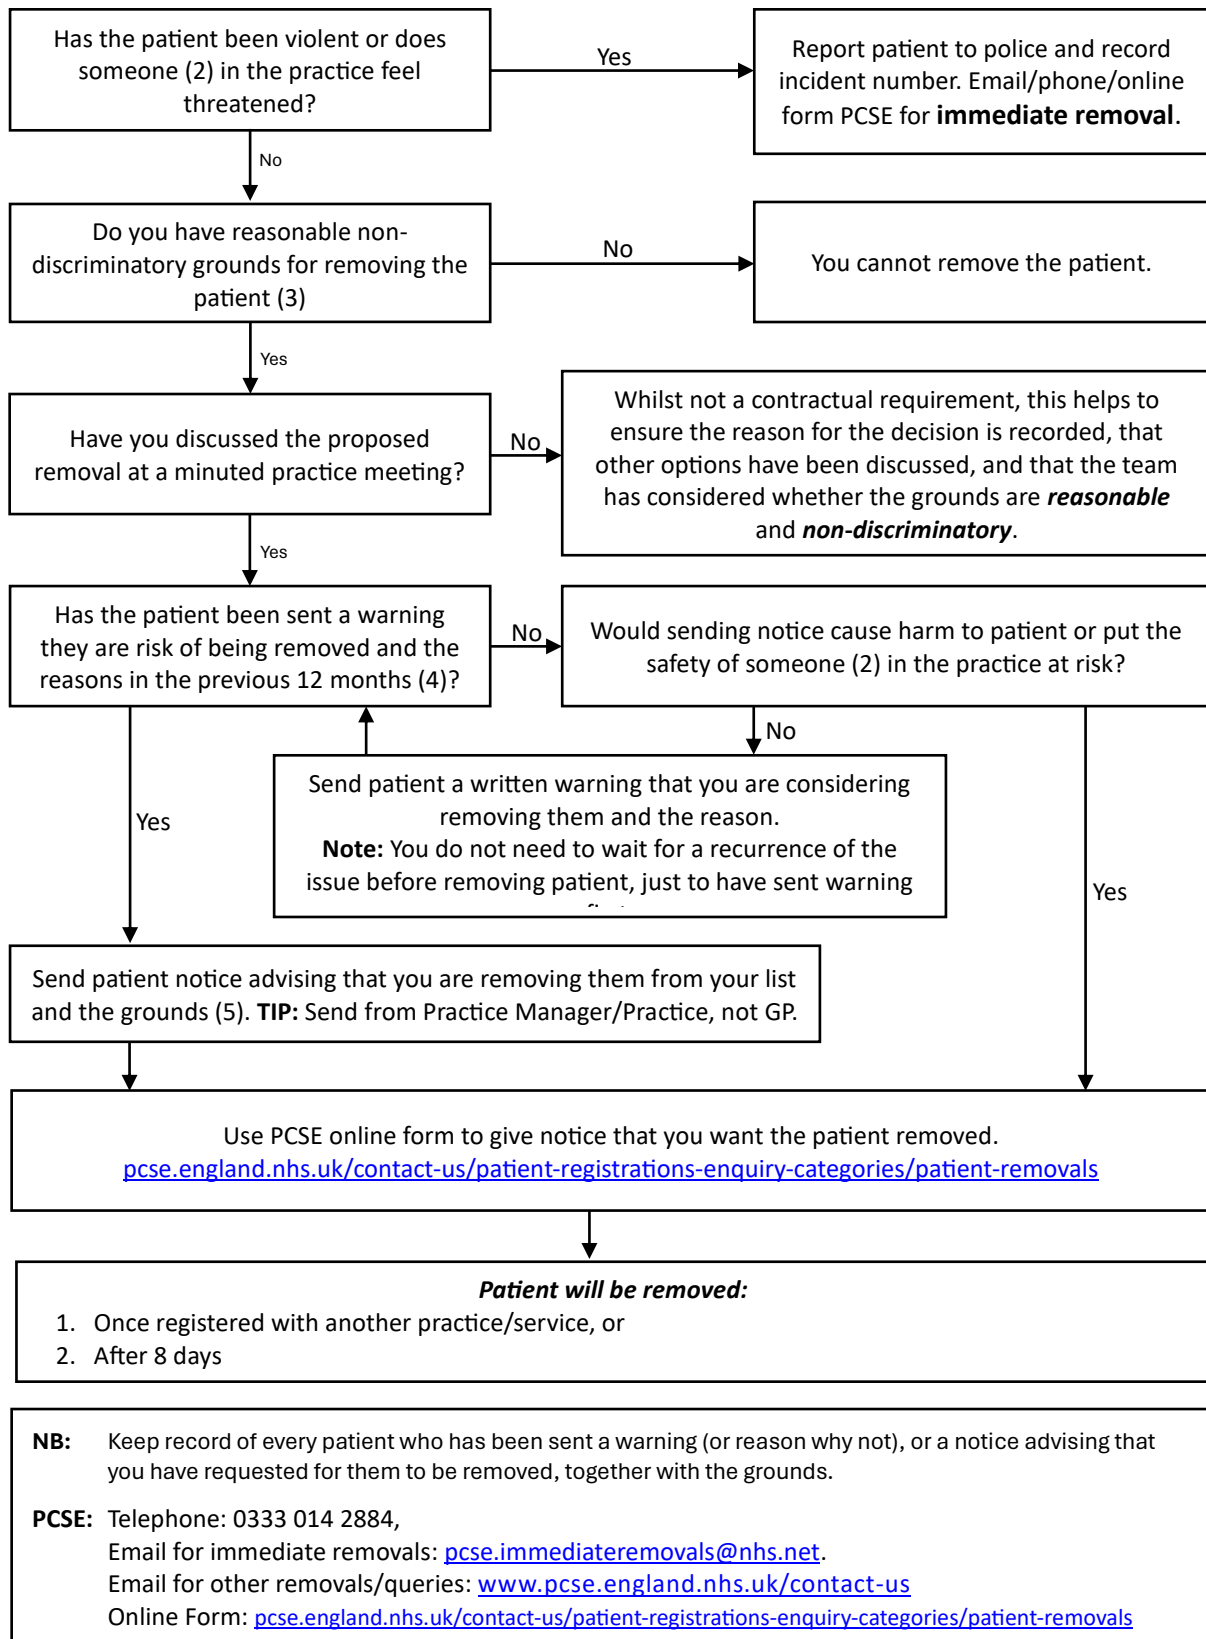 Has the patient been violent or does
someone (2) in the practice feel
threatened?
Yes
Report patient to police and record
incident number. Email/phone/online
form PCSE for immediate removal.
No
Do you have reasonable non-
discriminatory grounds for removing the
patient (3)
No
You cannot remove the patient.
Yes
Have you discussed the proposed
removal at a minuted practice meeting?
No
Whilst not a contractual requirement, this helps to
ensure the reason for the decision is recorded, that
other options have been discussed, and that the team
has considered whether the grounds are reasonable
and non-discriminatory.
Yes
Has the patient been sent a warning
they are risk of being removed and the
reasons in the previous 12 months (4)?
No
Would sending notice cause harm to patient or put the
safety of someone (2) in the practice at risk?
No
Send patient a written warning that you are considering
removing them and the reason.
Note: You do not need to wait for a recurrence of the
issue before removing patient, just to have sent warning
Yes
Yes
Send patient notice advising that you are removing them from your list
and the grounds (5). TIP: Send from Practice Manager/Practice, not GP.
Use PCSE online form to give notice that you want the patient removed.
pcse.england.nhs.uk/contact-us/patient-registrations-enquiry-categories/patient-removals
Patient will be removed:
1. Once registered with another practice/service, or
2. After 8 days
NB: Keep record of every patient who has been sent a warning (or reason why not), or a notice advising that
you have requested for them to be removed, together with the grounds.
PCSE: Telephone: 0333 014 2884,
Email for immediate removals: pcse.immediateremovals@nhs.net.
Email for other removals/queries: www.pcse.england.nhs.uk/contact-us
Online Form: pcse.england.nhs.uk/contact-us/patient-registrations-enquiry-categories/patient-removals